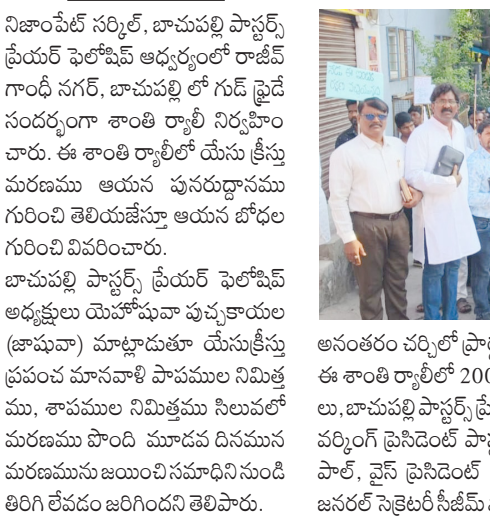 నిజాంపేట్ సర్కిల్, బాచుపల్లి పాస్టర్స్
ప్రేయర్ ఫెలోషిప్ ఆధ్వర్యంలో రాజీవ్
గాంధీ నగర్, బాచుపల్లి లో గుడ్ ఫ్రైడే
సందర్భంగా శాంతి ర్యాలీ నిర్వహిం
చారు. ఈ శాంతి ర్యాలీలో యేసు క్రీస్తు
మరణము ఆయన పునరుద్దానము
గురించి తెలియజేస్తూ ఆయన బోధల
గురించి వివరించారు.
బాచుపల్లి పాస్టర్స్ ప్రేయర్ ఫెలోషిప్
అధ్యక్షులు యెహోషువా పుచ్చకాయల
(జాషువా) మాట్లాడుతూ యేసుక్రీస్తు
ప్రపంచ మానవాళి పాపముల నిమిత్త
ము, శాపముల నిమిత్తము సిలువలో
మరణము పొంది మూడవ దినమున
మరణమును జయించి సమాధినుండి
తిరిగి లేవడం జరిగిందని తెలిపారు.
అనంతరం చర్చిలో
ఈ శాంతి ర్యాలీలో 200
లు, బాచుపల్లి పాస్టర్స్
వర్కింగ్ ప్రెసిడెంట్
పాల్, వైస్ ప్రెసిడెంట్
జనరల్ సెక్రెటరీ సీజీమ్